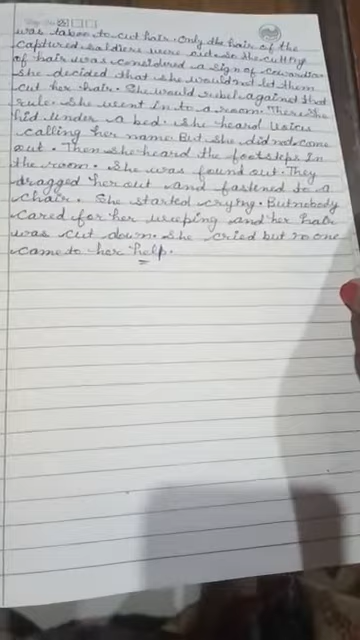 was taboo to cut hair. Only the hair of the
captured soldiers were cut so the cutting
of hair was considered a sign of cowardice
she decided that she would not let them
cut her hair. She would rebel against that
rule. She went in to a room. There she
hid under a bed. She heard voices
calling her name. But she did not come
out. Then she heard the footsteps in
the room. She was found out. They
dragged her out and fastened to a
chair. She started crying. But nobody
cared for her weeping and her hair
was cut down. She cried but no one
came to her help.